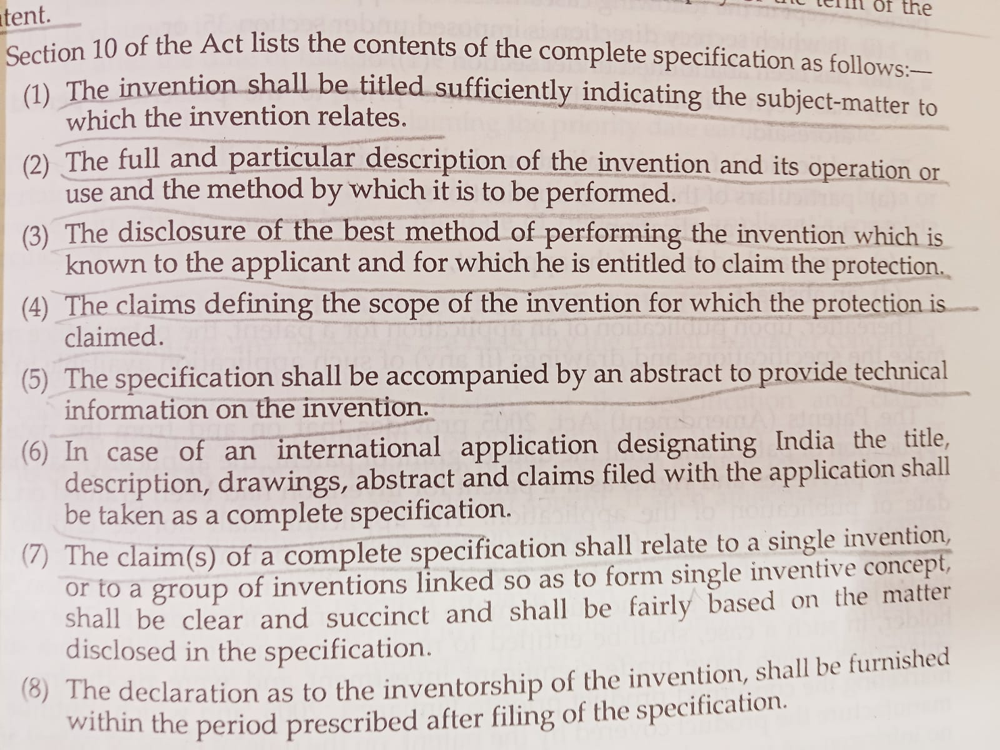 tent.
term of the
Section 10 of the Act lists the contents of the complete specification as follows:—
(1) The invention shall be titled sufficiently indicating the subject-matter to
which the invention relates.
(2) The full and particular description of the invention and its operation or
use and the method by which it is to be performed.
(3) The disclosure of the best method of performing the invention which is
known to the applicant and for which he is entitled to claim the protection.
(4) The claims defining the scope of the invention for which the protection is
claimed.
(5) The specification shall be accompanied by an abstract to provide technical
information on the invention.
(6) In case of an international application designating India the title,
description, drawings, abstract and claims filed with the application shall
be taken as a complete specification.
(7) The claim(s) of a complete specification shall relate to a single invention,
or to a group of inventions linked so as to form single inventive concept,
shall be clear and succinct and shall be fairly based on the matter
disclosed in the specification.
(8) The declaration as to the inventorship of the invention, shall be furnished
within the period prescribed after filing of the specification.